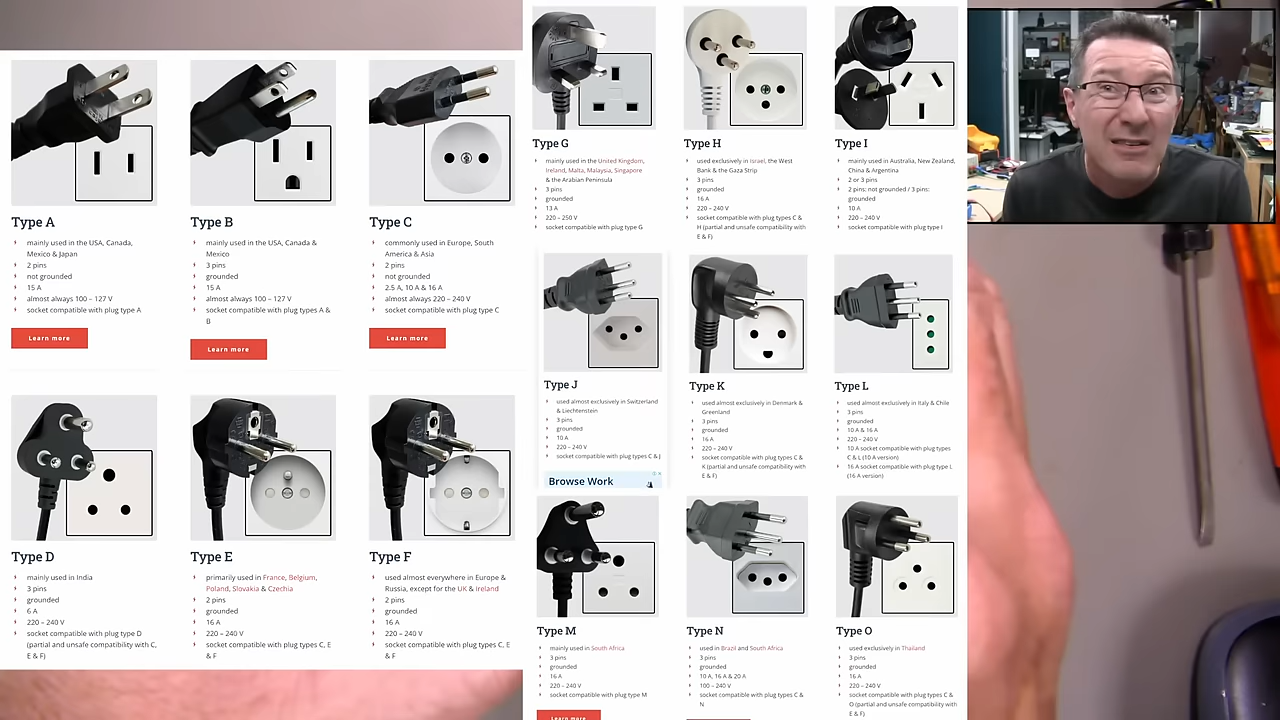 Type A
mainly used in the USA, Canada,
Mexico & Japan
2 pins
not grounded
15 A
almost always 100 – 127 V
socket compatible with plug type A
Learn more
Type B
mainly used in the USA, Canada &
Mexico
3 pins
grounded
15 A
almost always 100 – 127 V
socket compatible with plug types A &
B
Learn more
Type C
commonly used in Europe, South
America & Asia
2 pins
not grounded
2.5 A, 10 A & 16 A
almost always 220 – 240 V
socket compatible with plug type C
Learn more
Type D
mainly used in India
3 pins
grounded
6 A
220 – 240 V
socket compatible with plug type D
(partial and unsafe compatibility with C,
E & F)
Type E
primarily used in France, Belgium,
Poland, Slovakia & Czechia
2 pins
grounded
16 A
220 – 240 V
socket compatible with plug types C, E
& F
Type F
used almost everywhere in Europe &
Russia, except for the UK & Ireland
2 pins
grounded
16 A
220 – 240 V
socket compatible with plug types C, E
& F
Type G
mainly used in the United Kingdom,
Ireland, Malta, Malaysia, Singapore
& the Arabian Peninsula
3 pins
grounded
13 A
220 – 250 V
socket compatible with plug type G
Type H
used exclusively in Israel, the West
Bank & the Gaza Strip
3 pins
grounded
16 A
220 – 240 V
socket compatible with plug types C &
H (partial and unsafe compatibility with
E & F)
Type I
mainly used in Australia, New Zealand,
China & Argentina
2 or 3 pins
2 pins: not grounded / 3 pins:
grounded
10 A
220 – 240 V
socket compatible with plug type I
Type J
used almost exclusively in Switzerland
& Liechtenstein
3 pins
grounded
10 A
220 – 240 V
socket compatible with plug types C & J
Browse Work
Type K
used almost exclusively in Denmark &
Greenland
3 pins
grounded
16 A
220 – 240 V
socket compatible with plug types C &
K (partial and unsafe compatibility with
E & F)
Type L
used almost exclusively in Italy & Chile
3 pins
grounded
10 A & 16 A
220 – 240 V
10 A socket compatible with plug types
C & L (10 A version)
16 A socket compatible with plug type L
(16 A version)
Type M
mainly used in South Africa
3 pins
grounded
16 A
220 – 240 V
socket compatible with plug type M
Learn more
Type N
used in Brazil and South Africa
3 pins
grounded
10 A, 16 A & 20 A
100 – 240 V
socket compatible with plug types C &
N
Type O
used exclusively in Thailand
3 pins
grounded
16 A
220 – 240 V
socket compatible with plug types C &
O (partial and unsafe compatibility with
E & F)